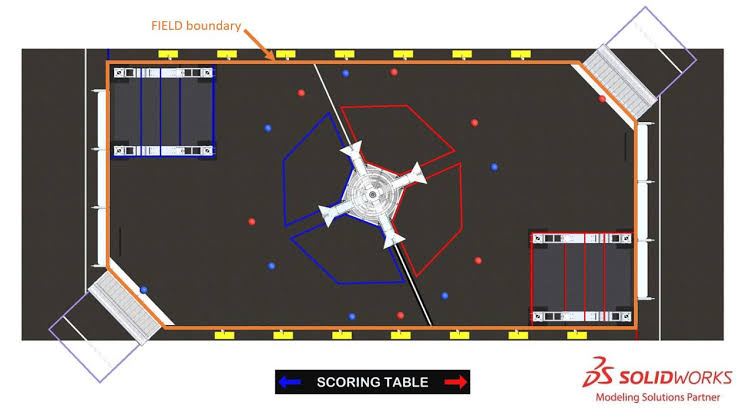 FIELD boundary
SCORING TABLE
SOLIDWORKS
Modeling Solutions Partner